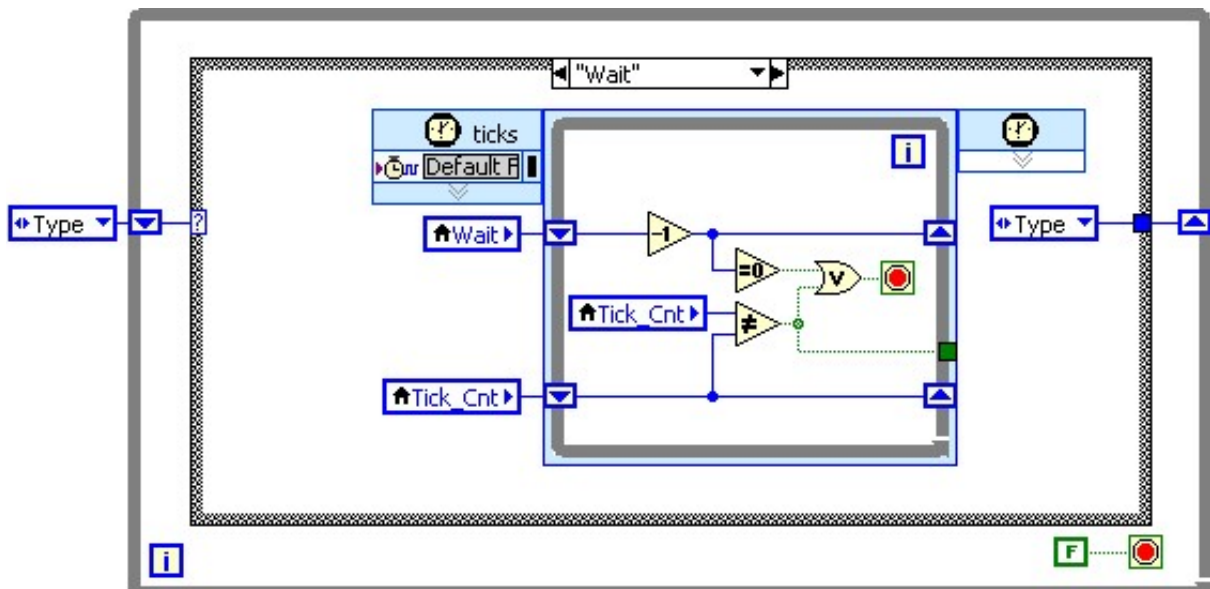 "Wait"
ticks
Default F
Type
?
i
Wait
-1
Type
=0
V
Tick_Cnt
≠
Tick_Cnt
i
F